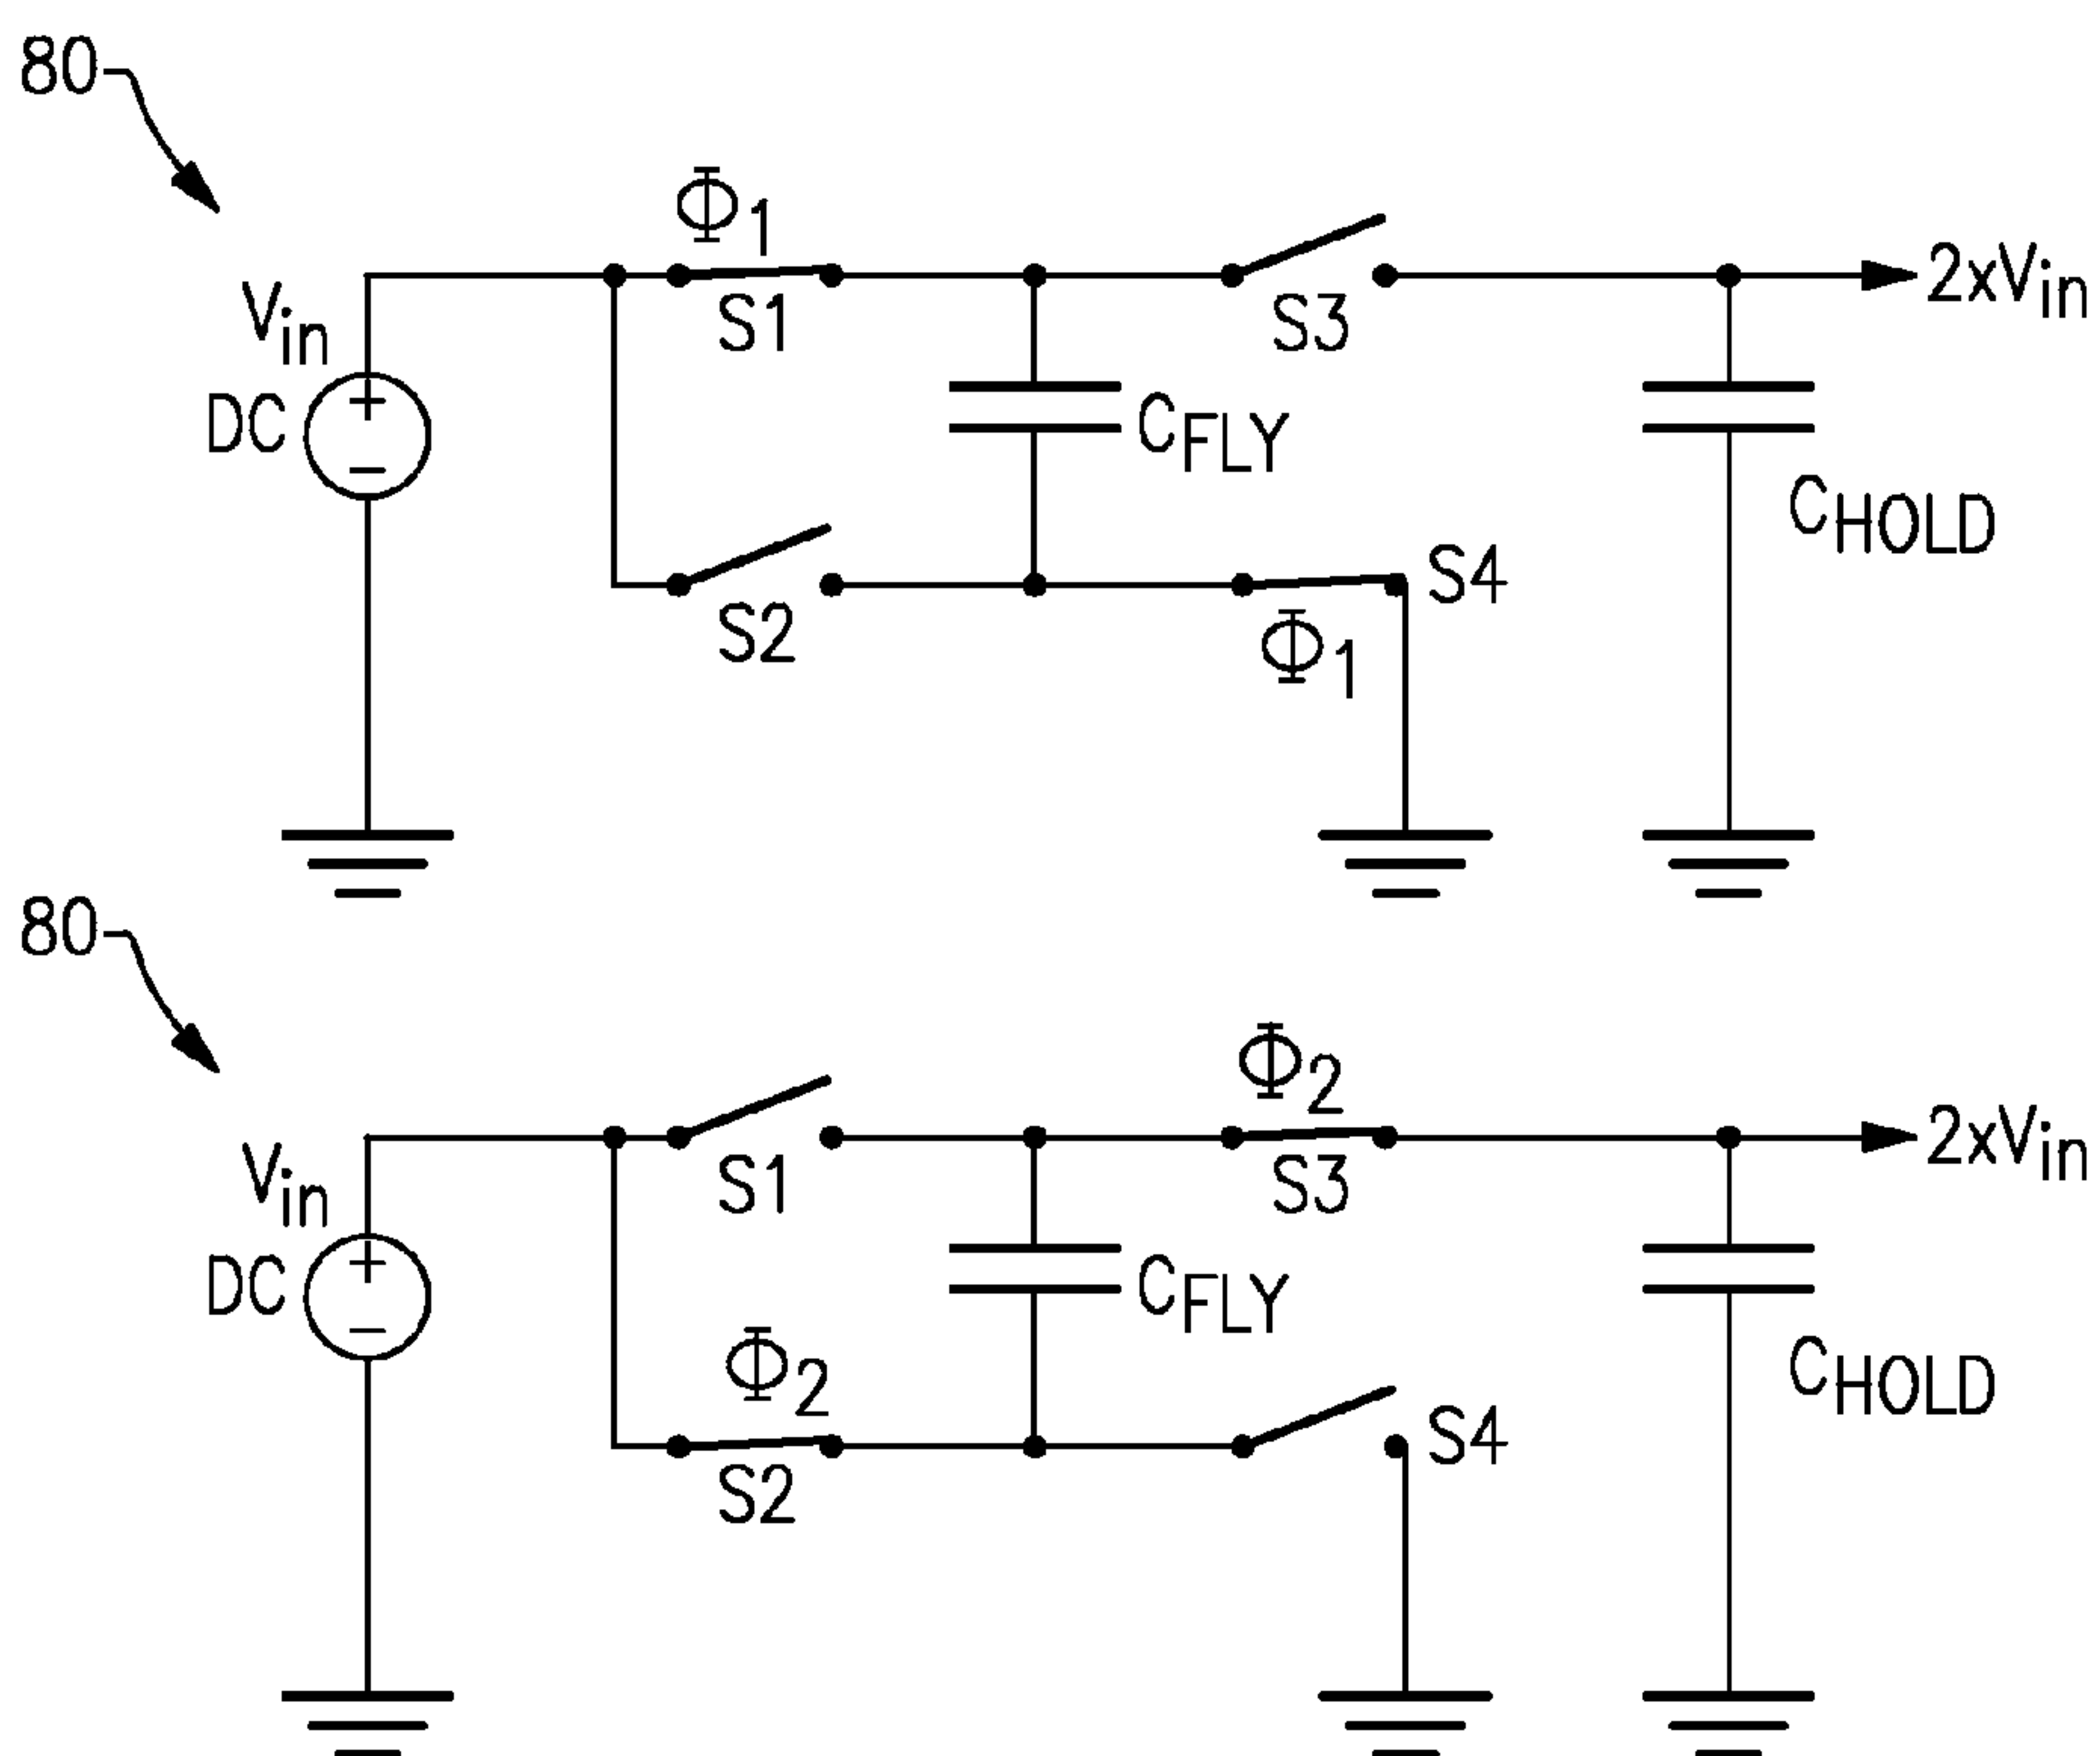 80
Φ1
Vin
S1
S3
2xVin
DC
CFLY
CHOLD
S2
S4
Φ1
80
Φ2
Vin
S1
S3
2xVin
DC
CFLY
CHOLD
Φ2
S2
S4